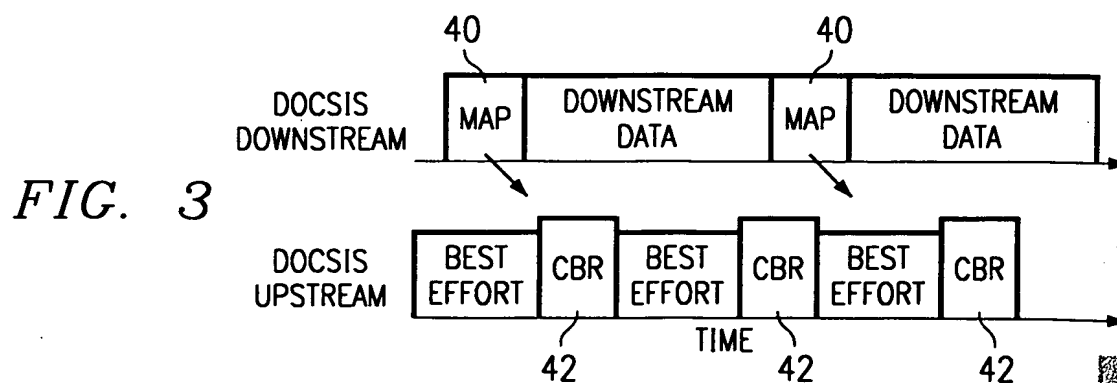 40 40
DOCSIS DOWNSTREAM
MAP
DOWNSTREAM DATA
MAP
DOWNSTREAM DATA
FIG. 3
DOCSIS UPSTREAM
BEST EFFORT
CBR
BEST EFFORT
CBR
BEST EFFORT
CBR
TIME
42 42 42